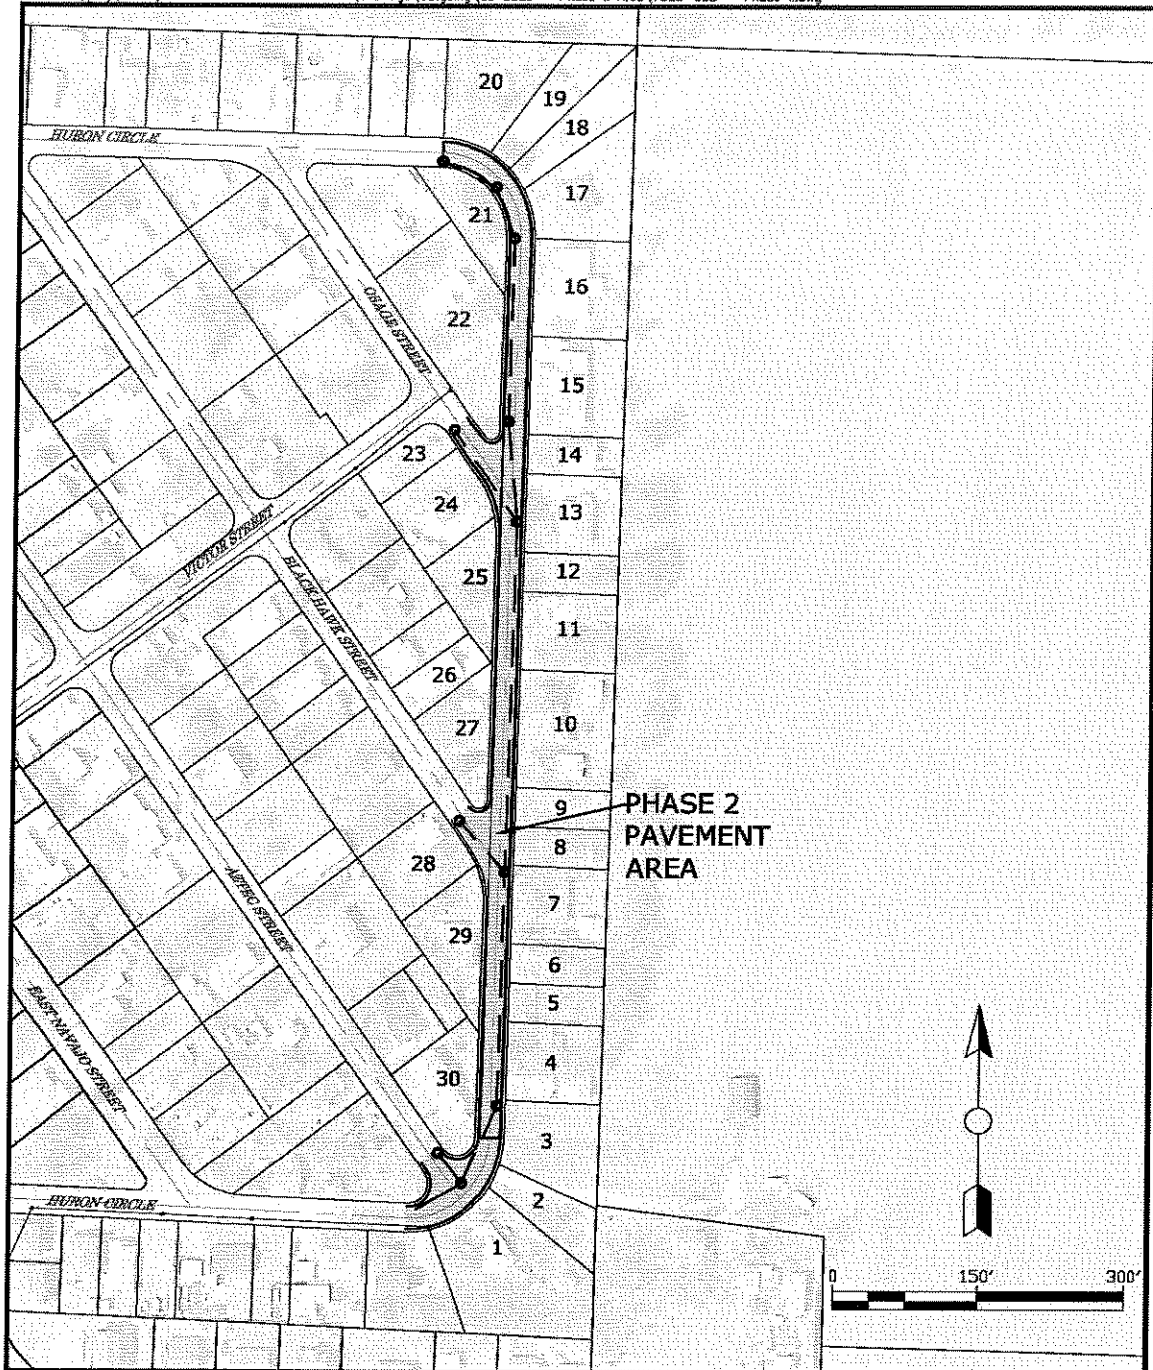 20
19
HURON CIRCLE
18
17
21
16
OSAGE STREET
22
15
23
14
24
13
VICTOR STREET
12
25
BLACK HAWK STREET
11
26
10
27
9
PHASE 2
PAVEMENT
AREA
8
28
AZTEC STREET
7
29
6
EAST NAVAJO STREET
5
4
30
3
HURON CIRCLE
2
1
0 150' 300'